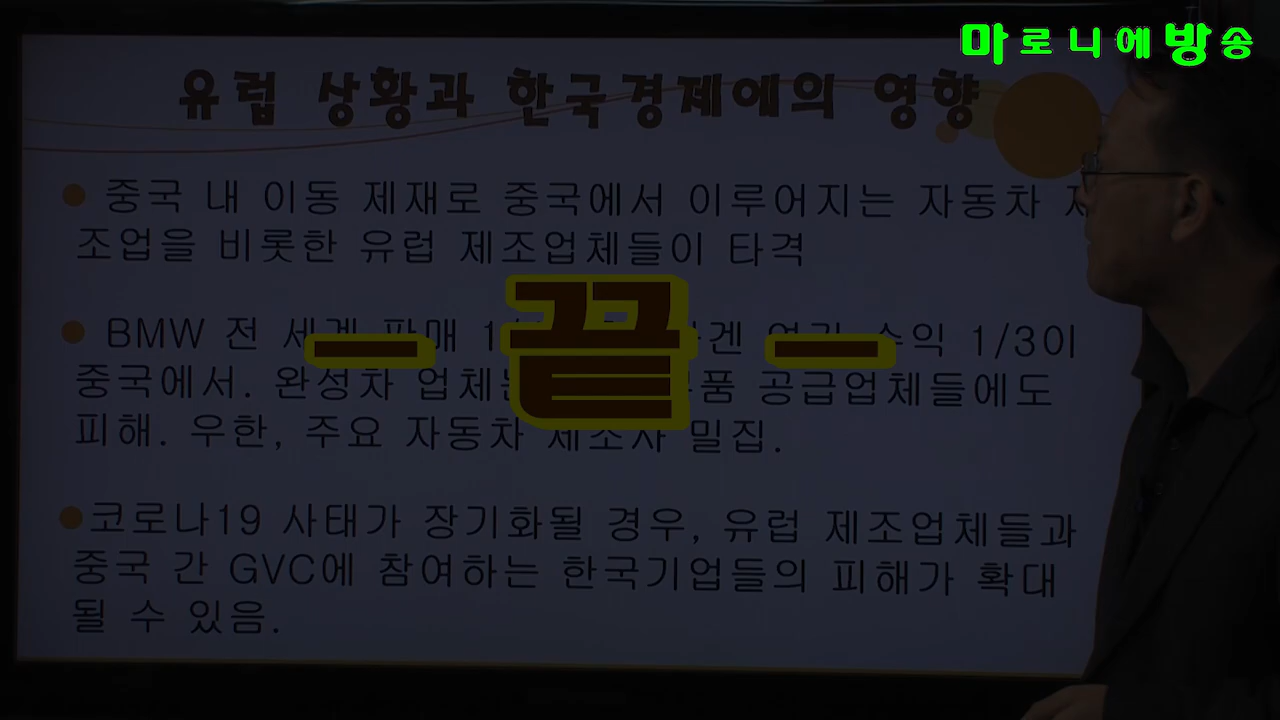 마로니에방송
유럽 상황과 한국경제에의 영향
● 중국 내 이동 제재로 중국에서 이루어지는 자동차
조업을 비롯한 유럽 제조업체들이 타격
● BMW 전 세계 판매 수익 1/3이
중국에서. 완성차 공급업체들에도
피해. 우한, 주요 자동차 제조사 밀집.
— 끝 —
● 코로나19 사태가 장기화될 경우, 유럽 제조업체들과
중국 간 GVC에 참여하는 한국기업들의 피해가 확대
될 수 있음.